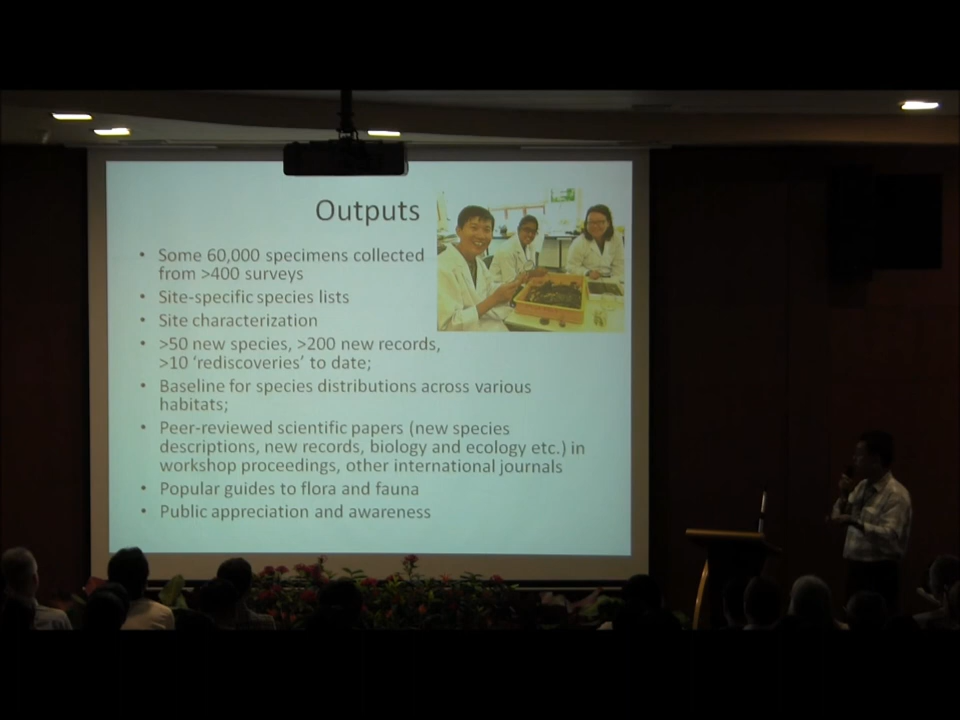 Outputs
• Some 60,000 specimens collected
from >400 surveys
• Site-specific species lists
• Site characterization
• >50 new species, >200 new records,
>10 ‘rediscoveries’ to date;
• Baseline for species distributions across various
habitats;
• Peer-reviewed scientific papers (new species
descriptions, new records, biology and ecology etc.) in
workshop proceedings, other international journals
• Popular guides to flora and fauna
• Public appreciation and awareness